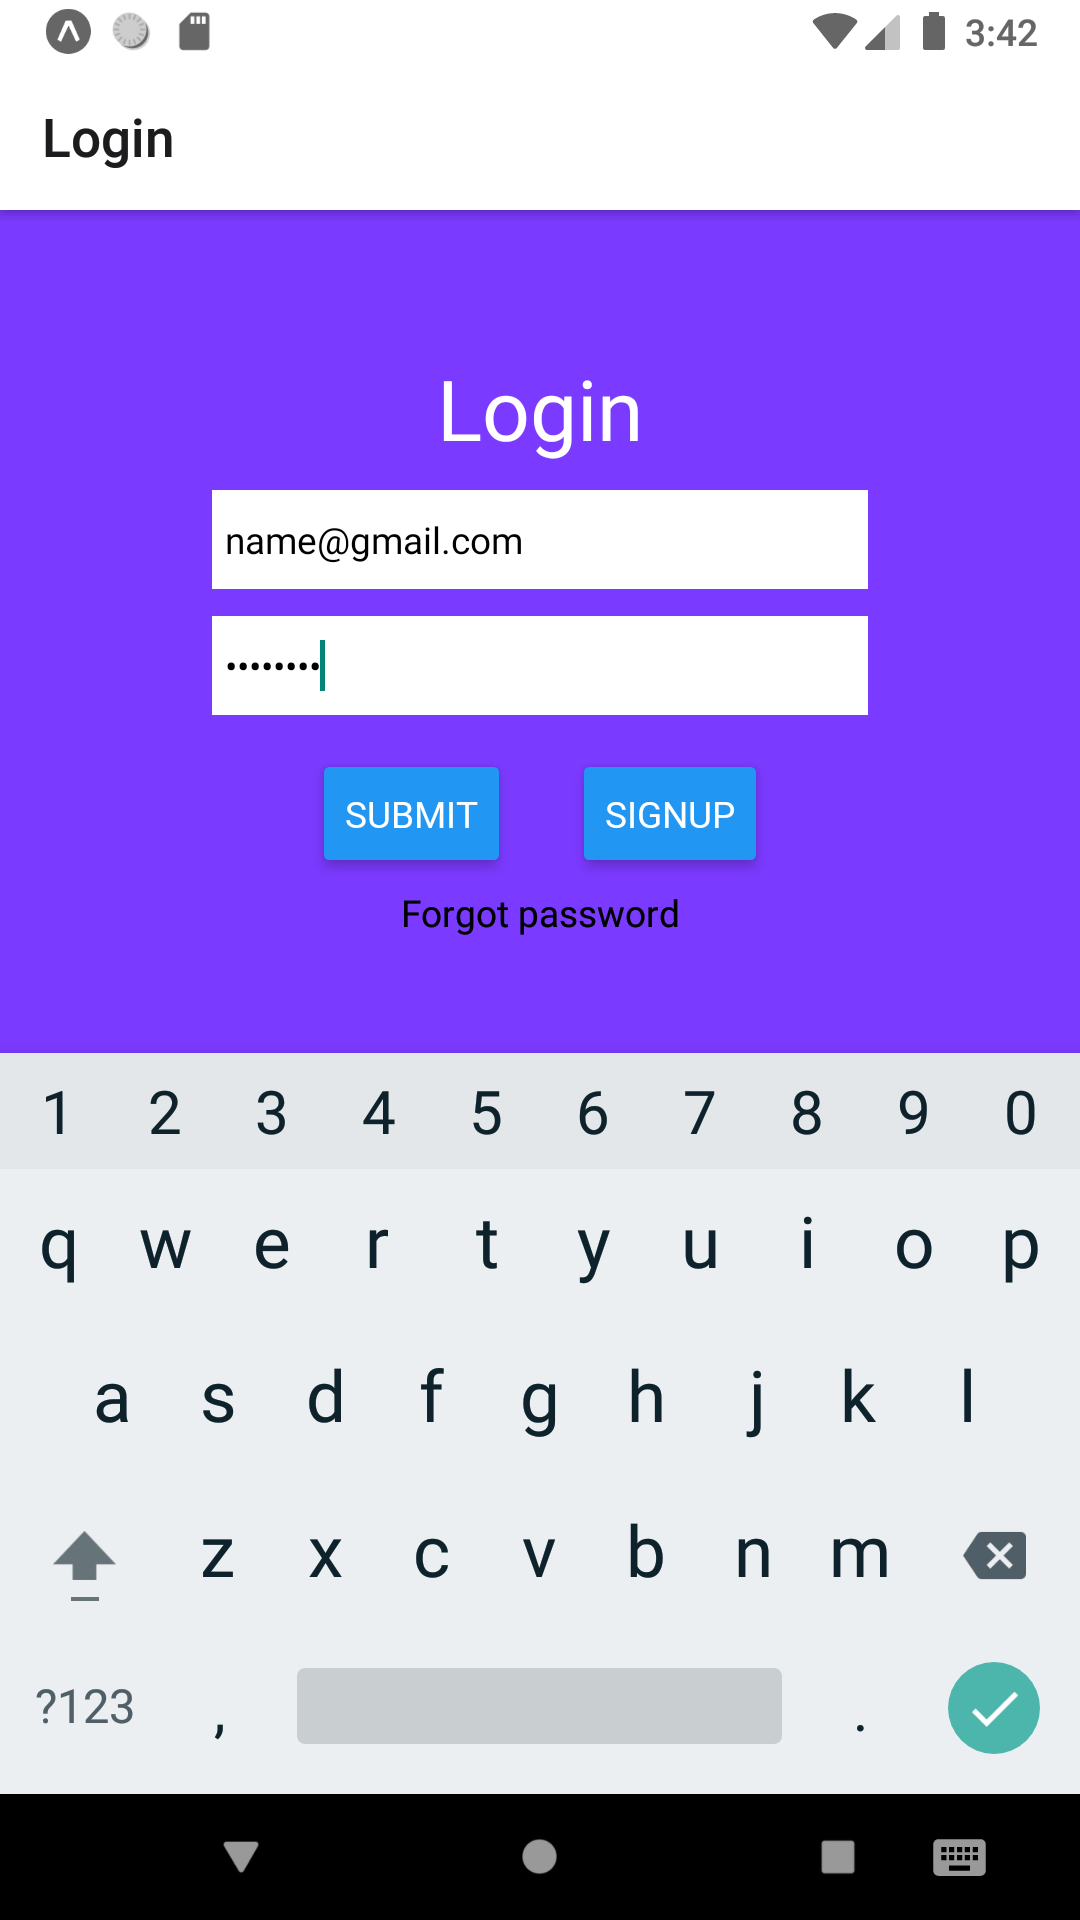 3:42
Login
Login
name@gmail.com
••••••••
SUBMIT SIGNUP
Forgot password
1 2 3 4 5 6 7 8 9 0
q w e r t y u i o p
a s d f g h j k l
z x c v b n m
?123 , .